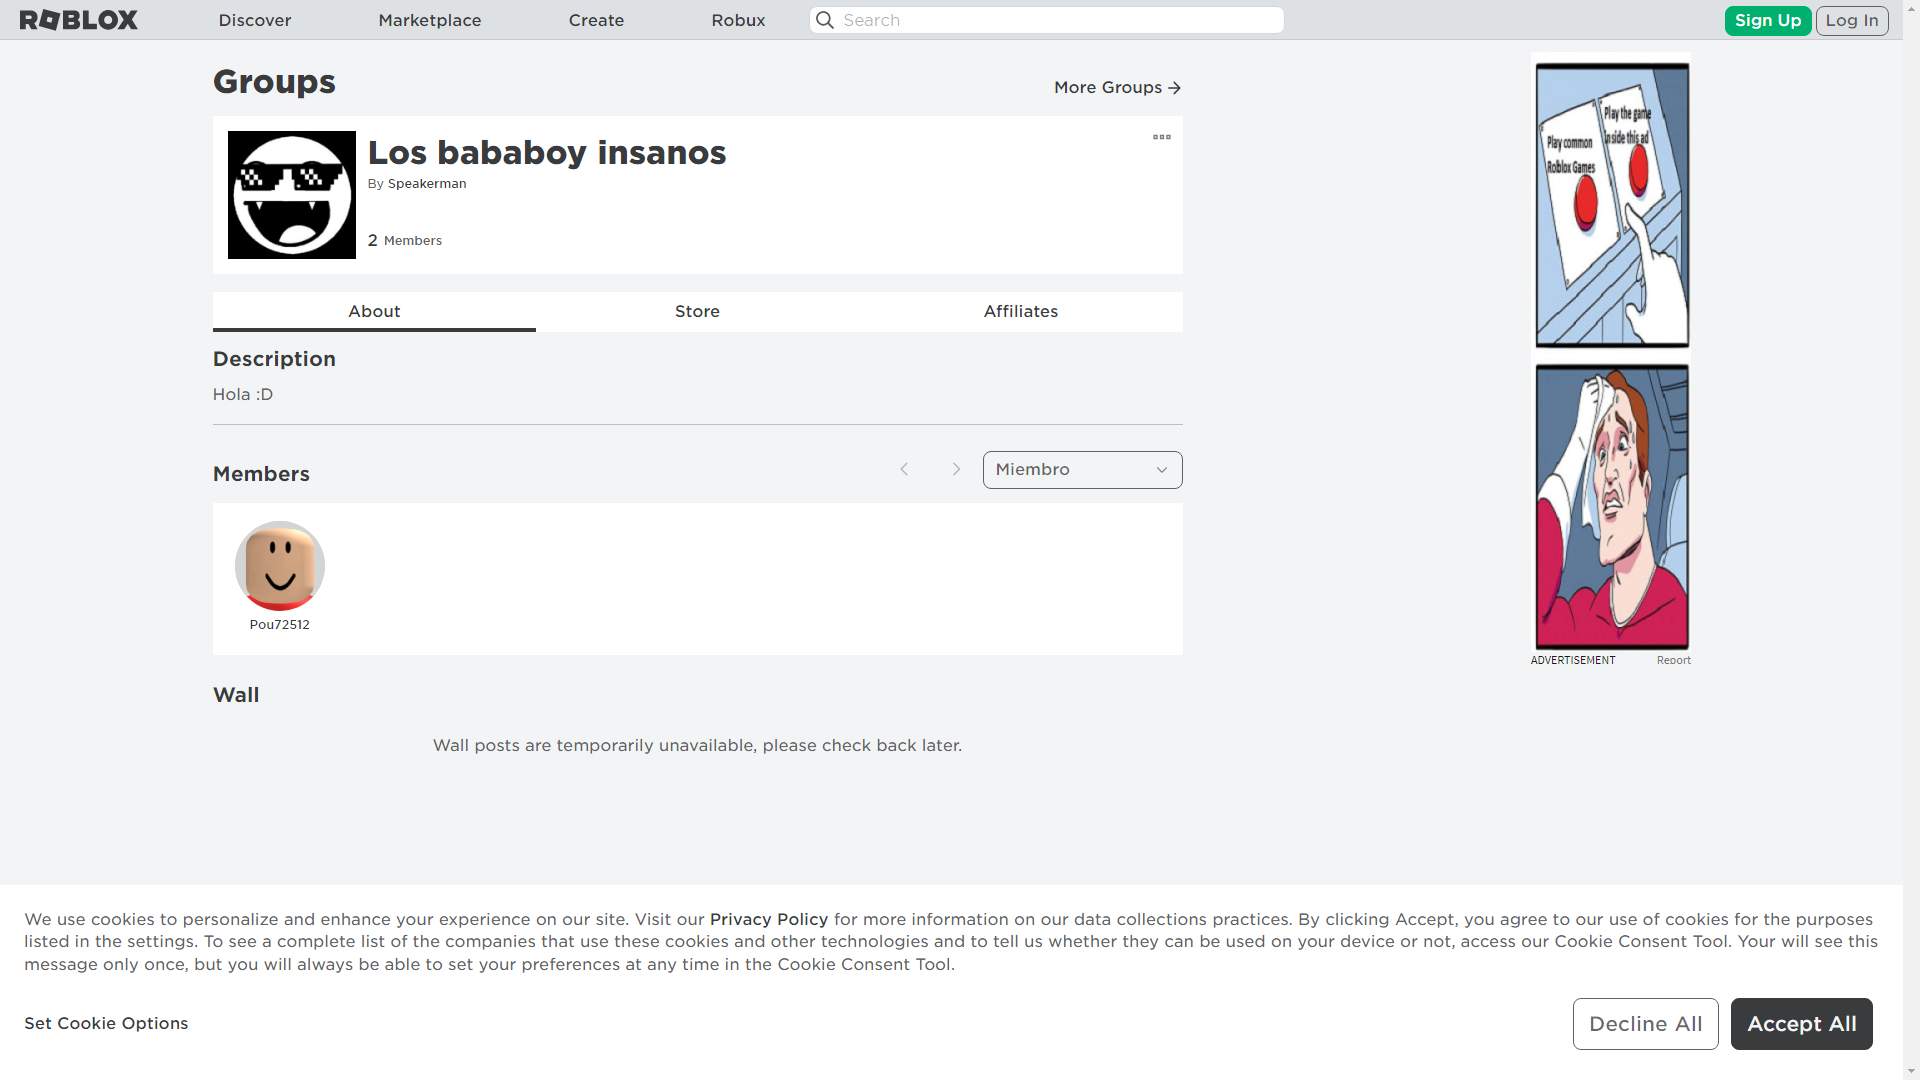 ROBLOX
Discover
Marketplace
Create
Robux
Search
Sign Up
Log In
Groups
More Groups
Los bababoy insanos
By Speakerman
2 Members
About
Store
Affiliates
Description
Hola :D
Members
Miembro
Pou72512
Wall
Wall posts are temporarily unavailable, please check back later.
Play common
Roblox Games
Play the game
inside this ad
ADVERTISEMENT
Report
We use cookies to personalize and enhance your experience on our site. Visit our Privacy Policy for more information on our data collections practices. By clicking Accept, you agree to our use of cookies for the purposes
listed in the settings. To see a complete list of the companies that use these cookies and other technologies and to tell us whether they can be used on your device or not, access our Cookie Consent Tool. Your will see this
message only once, but you will always be able to set your preferences at any time in the Cookie Consent Tool.
Set Cookie Options
Decline All
Accept All